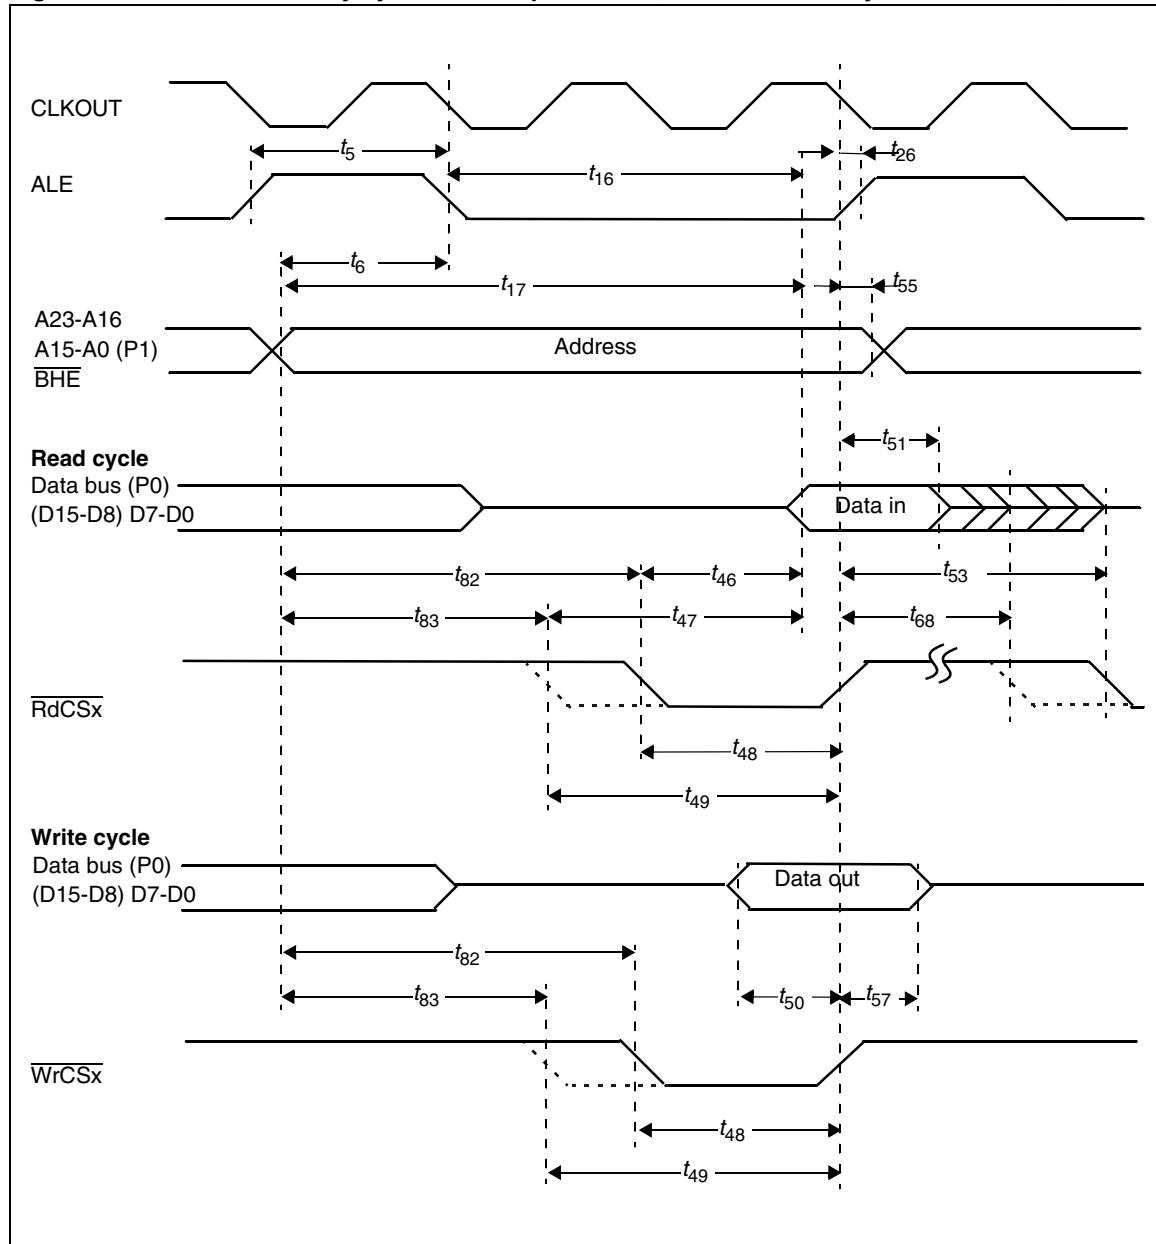 CLKOUT
t5
t26
ALE
t16
t6
t17
t55
A23-A16
A15-A0 (P1)
BHE
Address
t51
Read cycle
Data bus (P0)
(D15-D8) D7-D0
Data in
t82
t46
t53
t83
t47
t68
RdCSx
t48
t49
Write cycle
Data bus (P0)
(D15-D8) D7-D0
Data out
t82
t83
t50
t57
WrCSx
t48
t49